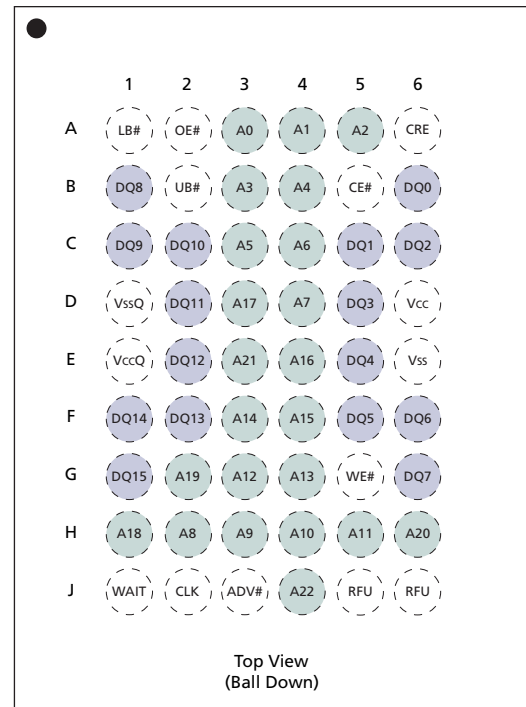 1 2 3 4 5 6
A LB# OE# A0 A1 A2 CRE
B DQ8 UB# A3 A4 CE# DQ0
C DQ9 DQ10 A5 A6 DQ1 DQ2
D VssQ DQ11 A17 A7 DQ3 Vcc
E VccQ DQ12 A21 A16 DQ4 Vss
F DQ14 DQ13 A14 A15 DQ5 DQ6
G DQ15 A19 A12 A13 WE# DQ7
H A18 A8 A9 A10 A11 A20
J WAIT CLK ADV# A22 RFU RFU
Top View
(Ball Down)